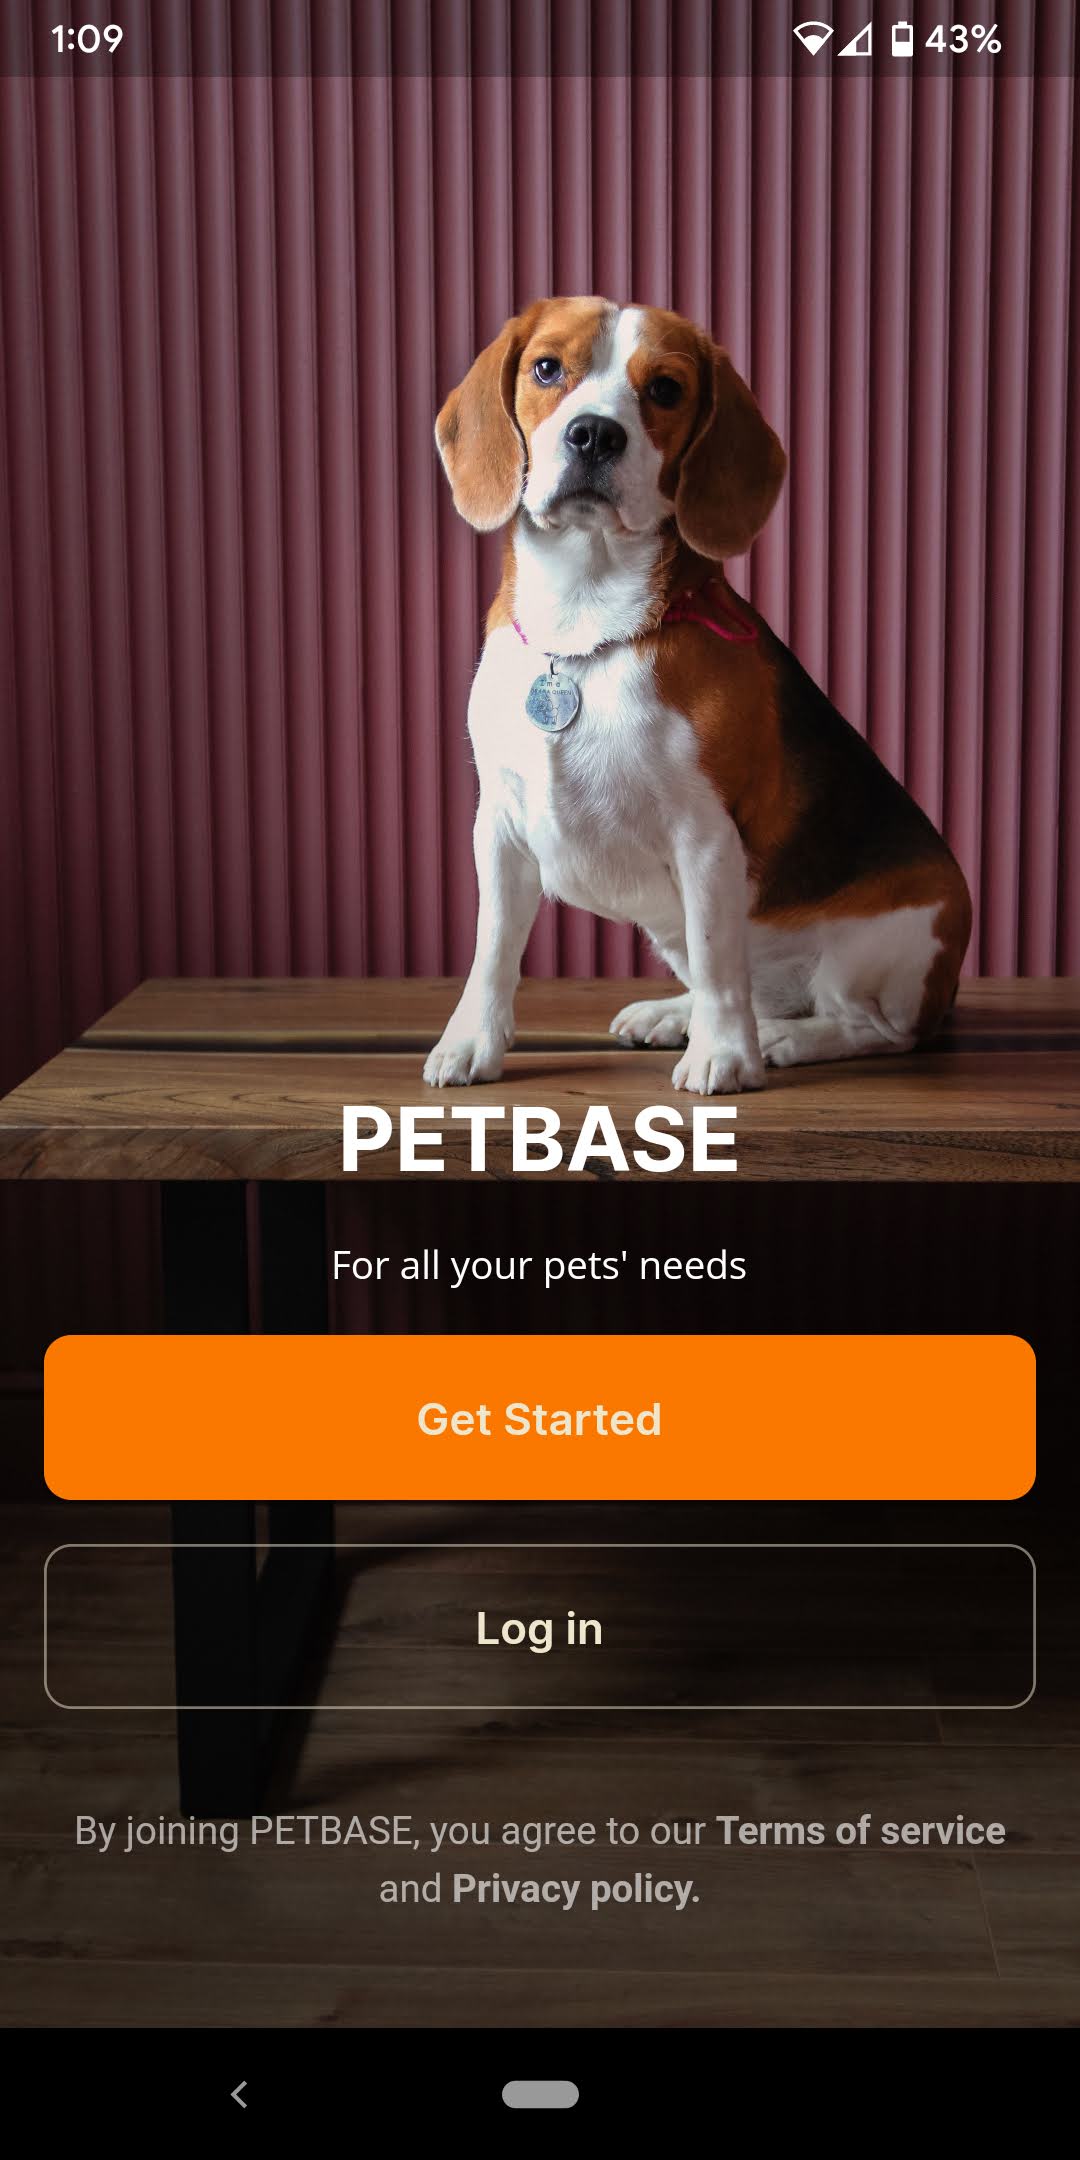 1:09
43%
I'm a
PETBASE
For all your pets' needs
Get Started
Log in
By joining PETBASE, you agree to our Terms of service
and Privacy policy.